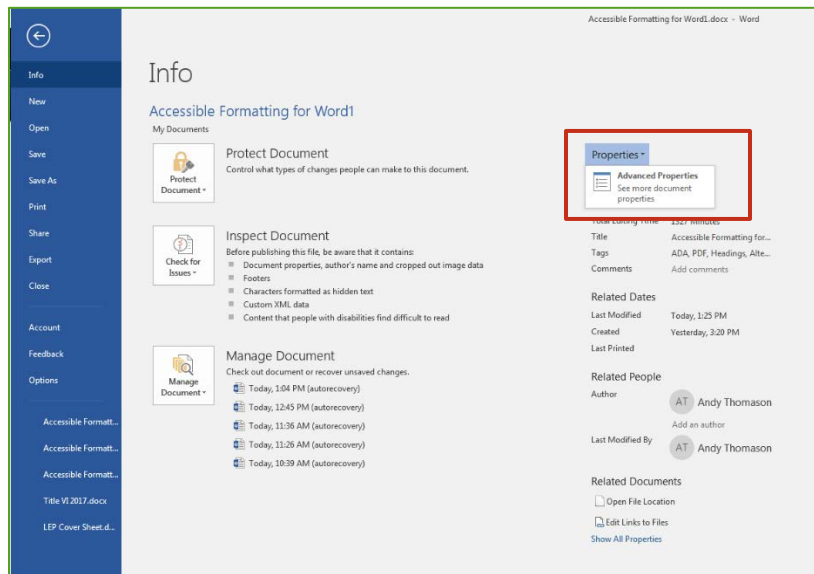 Accessible Formatting for Word1.docx - Word
Info
New
Open
Save
Save As
Print
Share
Export
Close
Account
Feedback
Options
Accessible Formatt...
Accessible Formatt...
Accessible Formatt...
Title VI 2017.docx
LEP Cover Sheet.d...
Info
Accessible Formatting for Word1
My Documents
Protect Document
Control what types of changes people can make to this document.
Protect
Document
Inspect Document
Before publishing this file, be aware that it contains:
Document properties, author's name and cropped out image data
Footers
Characters formatted as hidden text
Custom XML data
Content that people with disabilities find difficult to read
Check for
Issues
Manage Document
Check out document or recover unsaved changes.
Today, 1:04 PM (autorecovery)
Today, 12:45 PM (autorecovery)
Today, 11:36 AM (autorecovery)
Today, 11:26 AM (autorecovery)
Today, 10:39 AM (autorecovery)
Manage
Document
Properties
Advanced Properties
See more document
properties
Total Editing Time 1327 Minutes
Title Accessible Formatting for...
Tags ADA, PDF, Headings, Alte...
Comments Add comments
Related Dates
Last Modified Today, 1:25 PM
Created Yesterday, 3:20 PM
Last Printed
Related People
Author AT Andy Thomason
Add an author
Last Modified By AT Andy Thomason
Related Documents
Open File Location
Edit Links to Files
Show All Properties